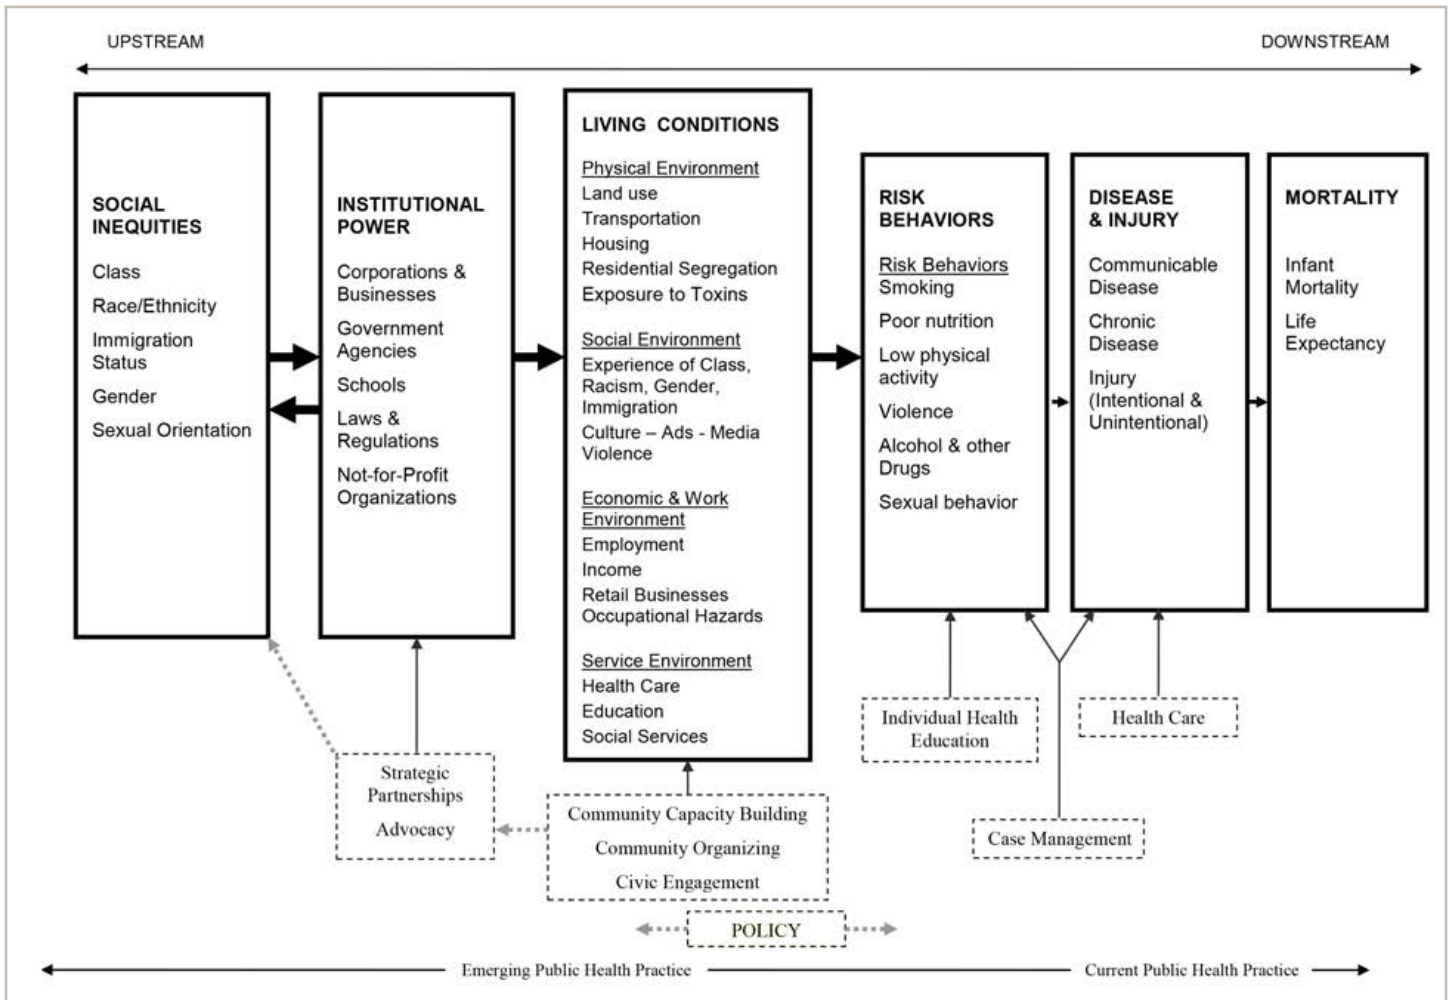 UPSTREAM
DOWNSTREAM
SOCIAL
INEQUITIES
Class
Race/Ethnicity
Immigration
Status
Gender
Sexual Orientation
INSTITUTIONAL
POWER
Corporations &
Businesses
Government
Agencies
Schools
Laws &
Regulations
Not-for-Profit
Organizations
LIVING CONDITIONS
Physical Environment
Land use
Transportation
Housing
Residential Segregation
Exposure to Toxins
Social Environment
Experience of Class,
Racism, Gender,
Immigration
Culture – Ads - Media
Violence
Economic & Work
Environment
Employment
Income
Retail Businesses
Occupational Hazards
Service Environment
Health Care
Education
Social Services
RISK
BEHAVIORS
Risk Behaviors
Smoking
Poor nutrition
Low physical
activity
Violence
Alcohol & other
Drugs
Sexual behavior
DISEASE
& INJURY
Communicable
Disease
Chronic
Disease
Injury
(Intentional &
Unintentional)
MORTALITY
Infant
Mortality
Life
Expectancy
Strategic
Partnerships
Advocacy
Community Capacity Building
Community Organizing
Civic Engagement
Individual Health
Education
Health Care
Case Management
POLICY
Emerging Public Health Practice
Current Public Health Practice